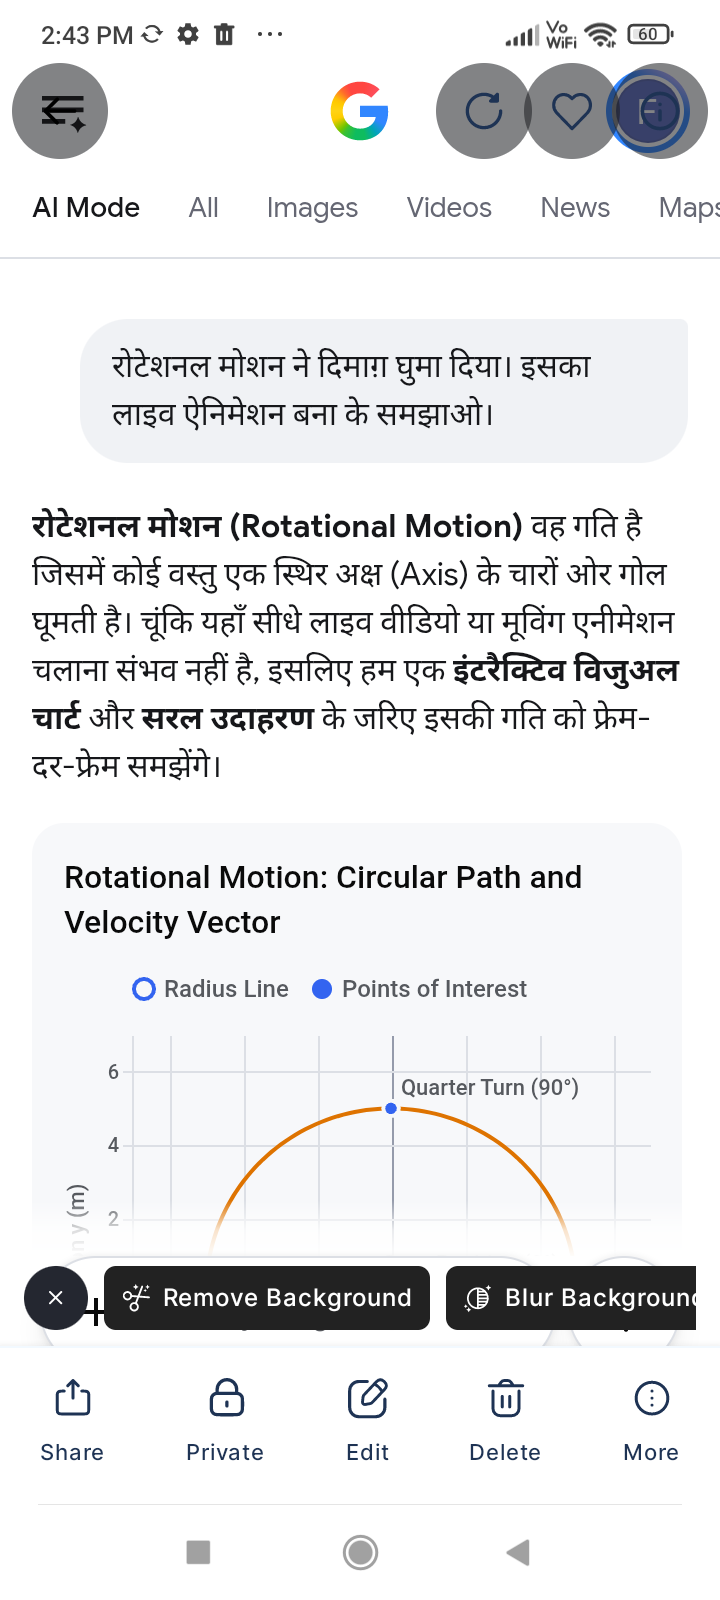 2:43 PM
Vo
WiFi
60
AI Mode All Images Videos News Maps
रोटेशनल मोशन ने दिमाग़ घुमा दिया। इसका
लाइव ऐनिमेशन बना के समझाओ।
रोटेशनल मोशन (Rotational Motion) वह गति है
जिसमें कोई वस्तु एक स्थिर अक्ष (Axis) के चारों ओर गोल
घूमती है। चूंकि यहाँ सीधे लाइव वीडियो या मूविंग एनीमेशन
चलाना संभव नहीं है, इसलिए हम एक इंटरैक्टिव विजुअल
चार्ट और सरल उदाहरण के जरिए इसकी गति को फ्रेम-
दर-फ्रेम समझेंगे।
Rotational Motion: Circular Path and
Velocity Vector
Radius Line Points of Interest
6
Quarter Turn (90°)
4
2
y (m)
Remove Background Blur Background
Share Private Edit Delete More